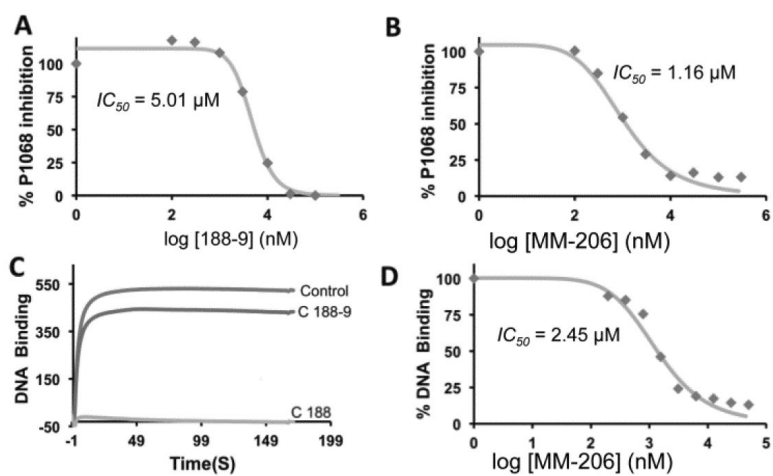 A
% P1068 inhibition
100
75
50
25
0
IC50 = 5.01 µM
0 2 4 6
log [188-9] (nM)
B
% P1068 inhibition
100
75
50
25
0
IC50 = 1.16 µM
0 2 4 6
log [MM-206] (nM)
C
DNA Binding
550
350
150
-50
Control
C 188-9
C 188
-1 49 99 149 199
Time(S)
D
% DNA Binding
100
75
50
25
0
IC50 = 2.45 µM
0 1 2 3 4 5
log [MM-206] (nM)